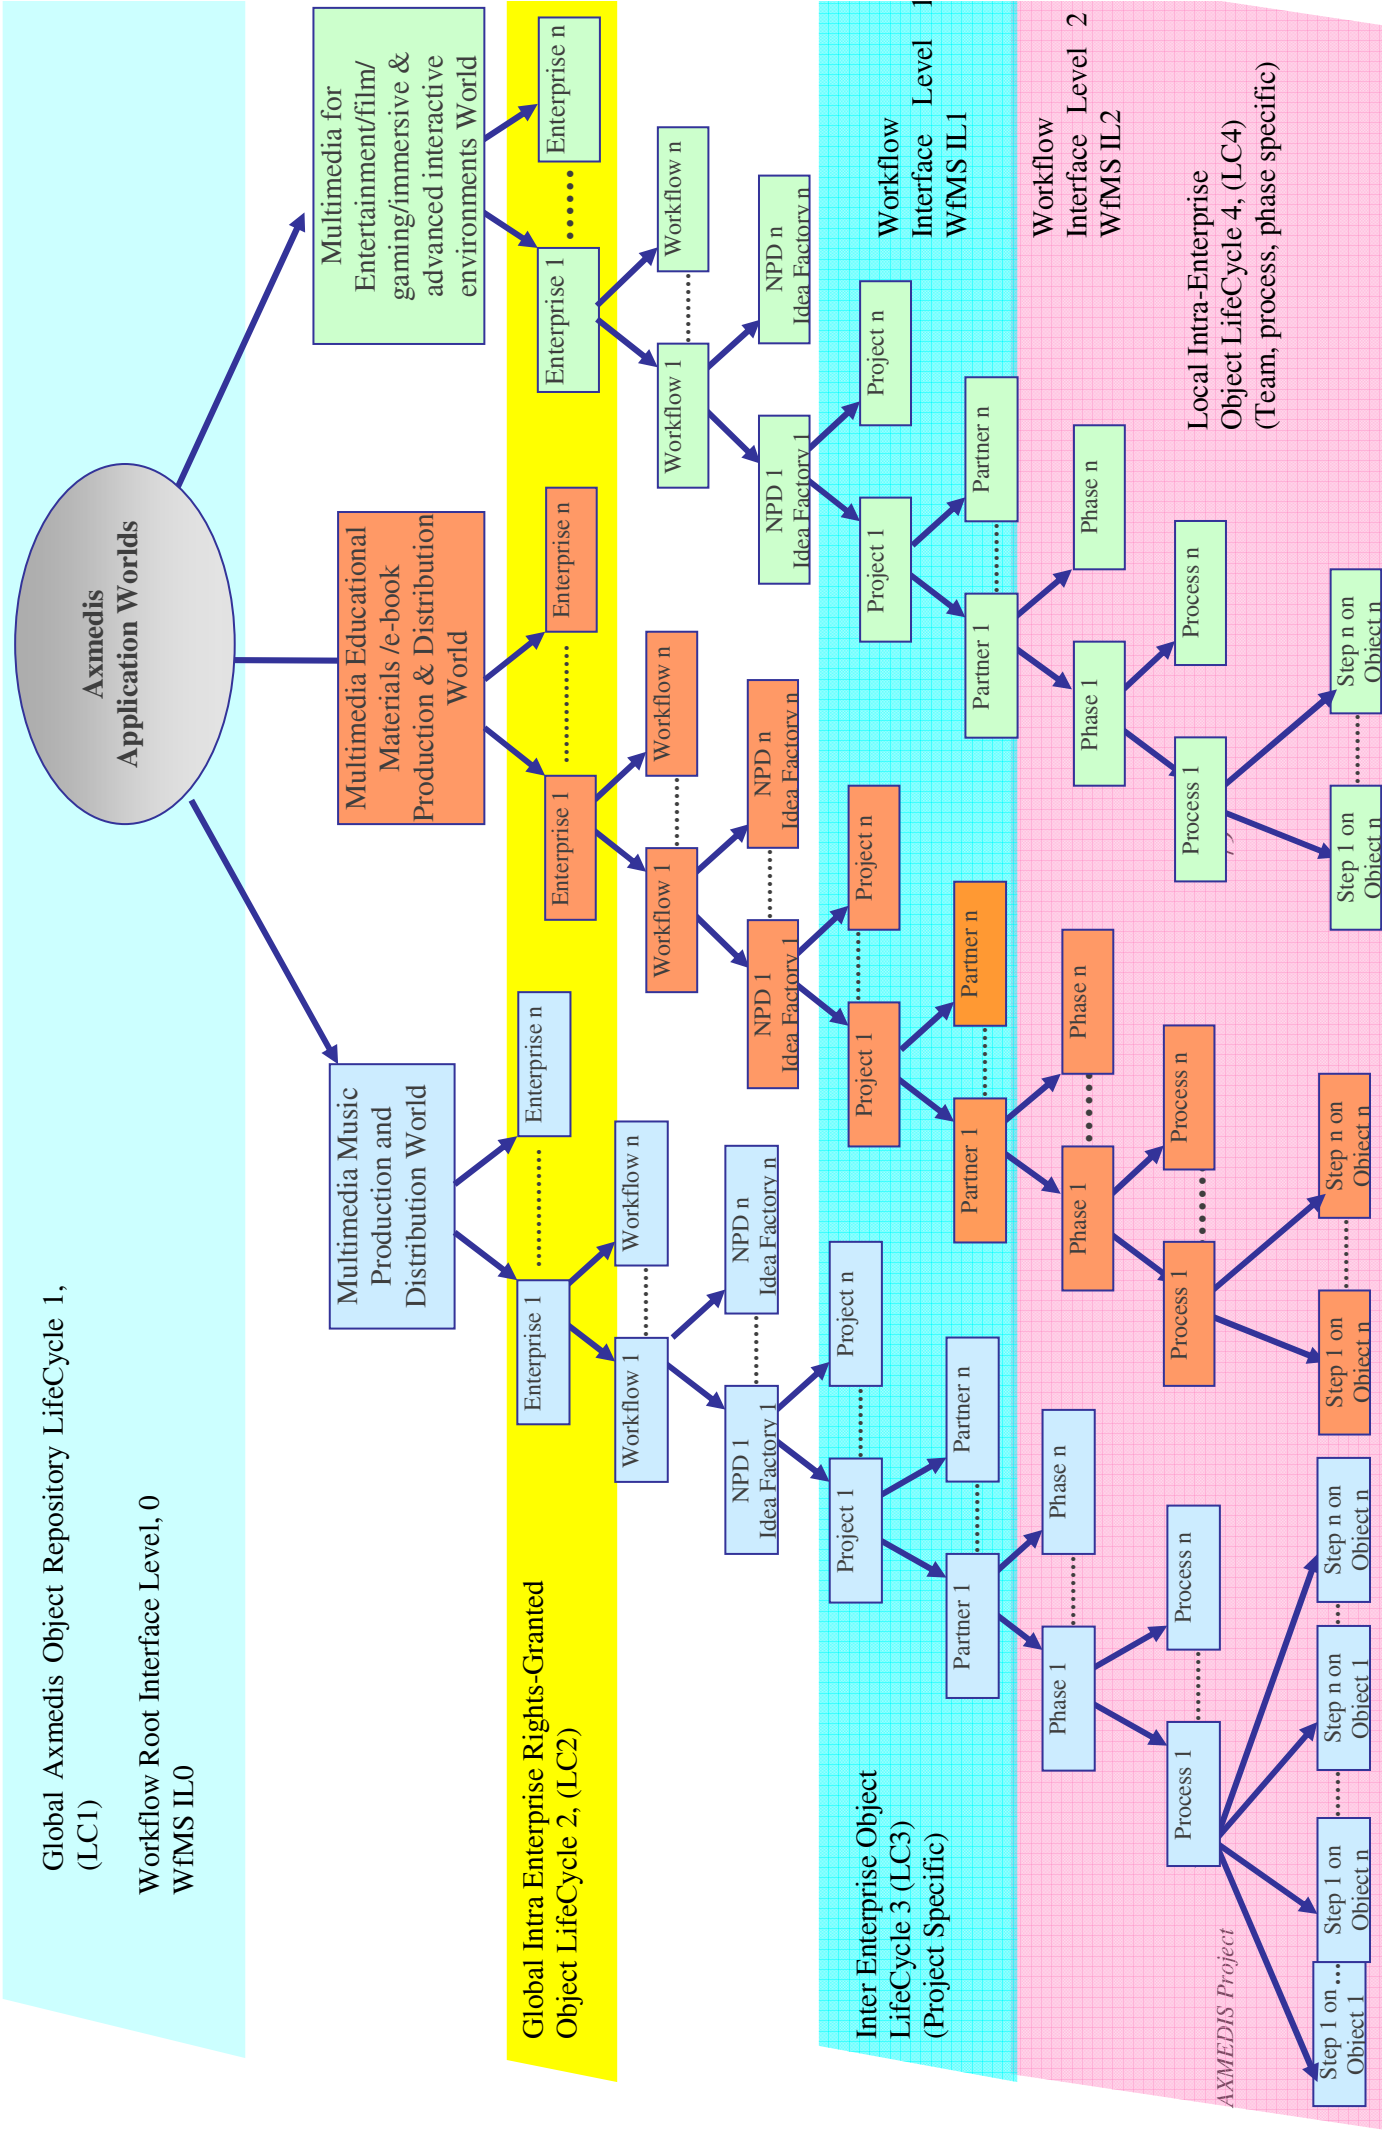 Global Axmedis Object Repository LifeCycle 1,
(LC1)
Workflow Root Interface Level, 0
WfMS IL0
Axmedis
Application Worlds
Multimedia Music
Production and
Distribution World
Multimedia Educational
Materials /e-book
Production & Distribution
World
Multimedia for
Entertainment/film/
gaming/immersive &
advanced interactive
environments World
Global Intra Enterprise Rights-Granted
Object LifeCycle 2, (LC2)
Enterprise 1
Enterprise n
Enterprise 1
Enterprise n
Enterprise 1
Enterprise n
Workflow 1
Workflow n
Workflow 1
Workflow n
Workflow 1
Workflow n
NPD 1
Idea Factory 1
NPD n
Idea Factory n
NPD 1
Idea Factory 1
NPD n
Idea Factory n
NPD 1
Idea Factory 1
NPD n
Idea Factory n
Inter Enterprise Object
LifeCycle 3 (LC3)
(Project Specific)
Project 1
Project n
Project 1
Project n
Project 1
Project n
Workflow
Interface Level 1
WfMS IL1
Partner 1
Partner n
Partner 1
Partner n
Partner 1
Partner n
Workflow
Interface Level 2
WfMS IL2
Phase 1
Phase n
Phase 1
Phase n
Phase 1
Phase n
Local Intra-Enterprise
Object LifeCycle 4, (LC4)
(Team, process, phase specific)
Process 1
Process n
Process 1
Process n
Process 1
Process n
AXMEDIS Project
Step 1 on
Object 1
Step 1 on
Object n
Step n on
Object 1
Step n on
Object n
Step 1 on
Object n
Step n on
Object n
Step 1 on
Object n
Step n on
Object n